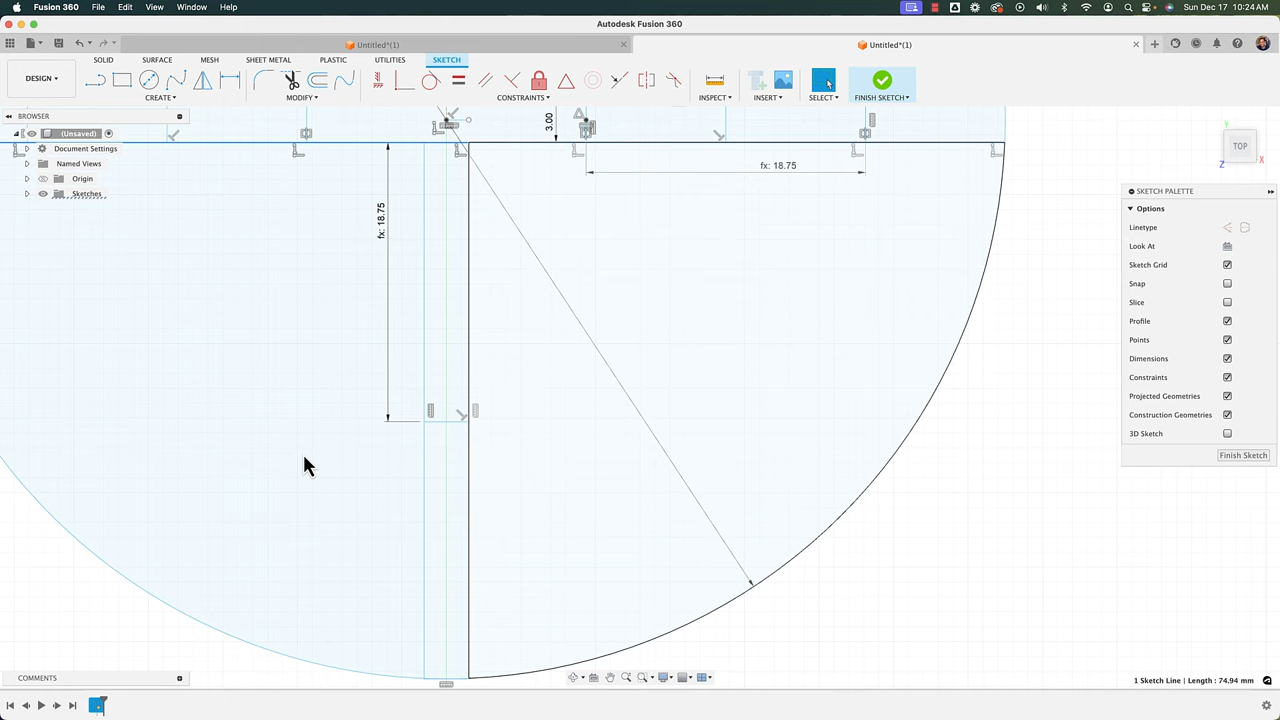 Fusion 360 File Edit View Window Help
Sun Dec 17 10:24 AM
Autodesk Fusion 360
Untitled*(1)
Untitled*(1)
SOLID SURFACE MESH SHEET METAL PLASTIC UTILITIES SKETCH
DESIGN
CREATE MODIFY CONSTRAINTS INSPECT INSERT SELECT FINISH SKETCH
BROWSER
(Unsaved)
Document Settings
Named Views
Origin
Sketches
3.00
fx: 18.75
fx: 18.75
TOP
Y
X
Z
SKETCH PALETTE
Options
Linetype
Look At
Sketch Grid
Snap
Slice
Profile
Points
Dimensions
Constraints
Projected Geometries
Construction Geometries
3D Sketch
Finish Sketch
COMMENTS
1 Sketch Line | Length : 74.94 mm